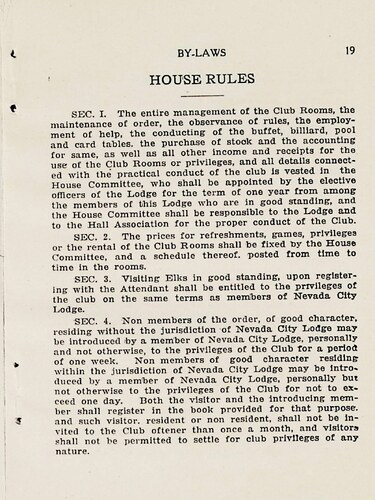 BY-LAWS 19
HOUSE RULES
SEC. I. The entire management of the Club Rooms, the
maintenance of order, the observance of rules, the employ-
ment of help, the conducting of the buffet, billiard, pool
and card tables. the purchase of stock and the accounting
for same, as well as all other income and receipts for the
use of the Club Rooms or privileges, and all details connect-
ed with the practical conduct of the club is vested in the
House Committee, who shall be appointed by the elective
officers of the Lodge for the term of one year from among
the members of this Lodge who are in good standing, and
the House Committee shall be responsible to the Lodge and
to the Hall Association for the proper conduct of the Club.
SEC. 2. The prices for refreshments, games, privileges
or the rental of the Club Rooms shall be fixed by the House
Committee, and a schedule thereof. posted from time to
time in the rooms.
SEC. 3. Visiting Elks in good standing, upon register-
ing with the Attendant shall be entitled to the privileges of
the club on the same terms as members of Nevada City
Lodge.
SEC. 4. Non members of the order, of good character,
residing without the jurisdiction of Nevada City Lodge may
be introduced by a member of Nevada City Lodge, personally
and not otherwise, to the privileges of the Club for a period
of one week. Non members of good character residing
within the jurisdiction of Nevada City Lodge may be intro-
duced by a member of Nevada City Lodge, personally but
not otherwise to the privileges of the Club for not to ex-
ceed one day. Both the visitor and the introducing mem-
ber shall register in the book provided for that purpose.
and such visitor. resident or non resident, shall not be in-
vited to the Club oftener than once a month, and visitors
shall not be permitted to settle for club privileges of any
nature.